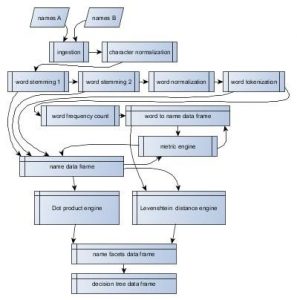 names A
names B
ingestion
character normalization
word stemming 1
word stemming 2
word normalization
word tokenization
word frequency count
word to name data frame
metric engine
name data frame
Dot product engine
Levenshtein distance engine
name facets data frame
decision tree data frame